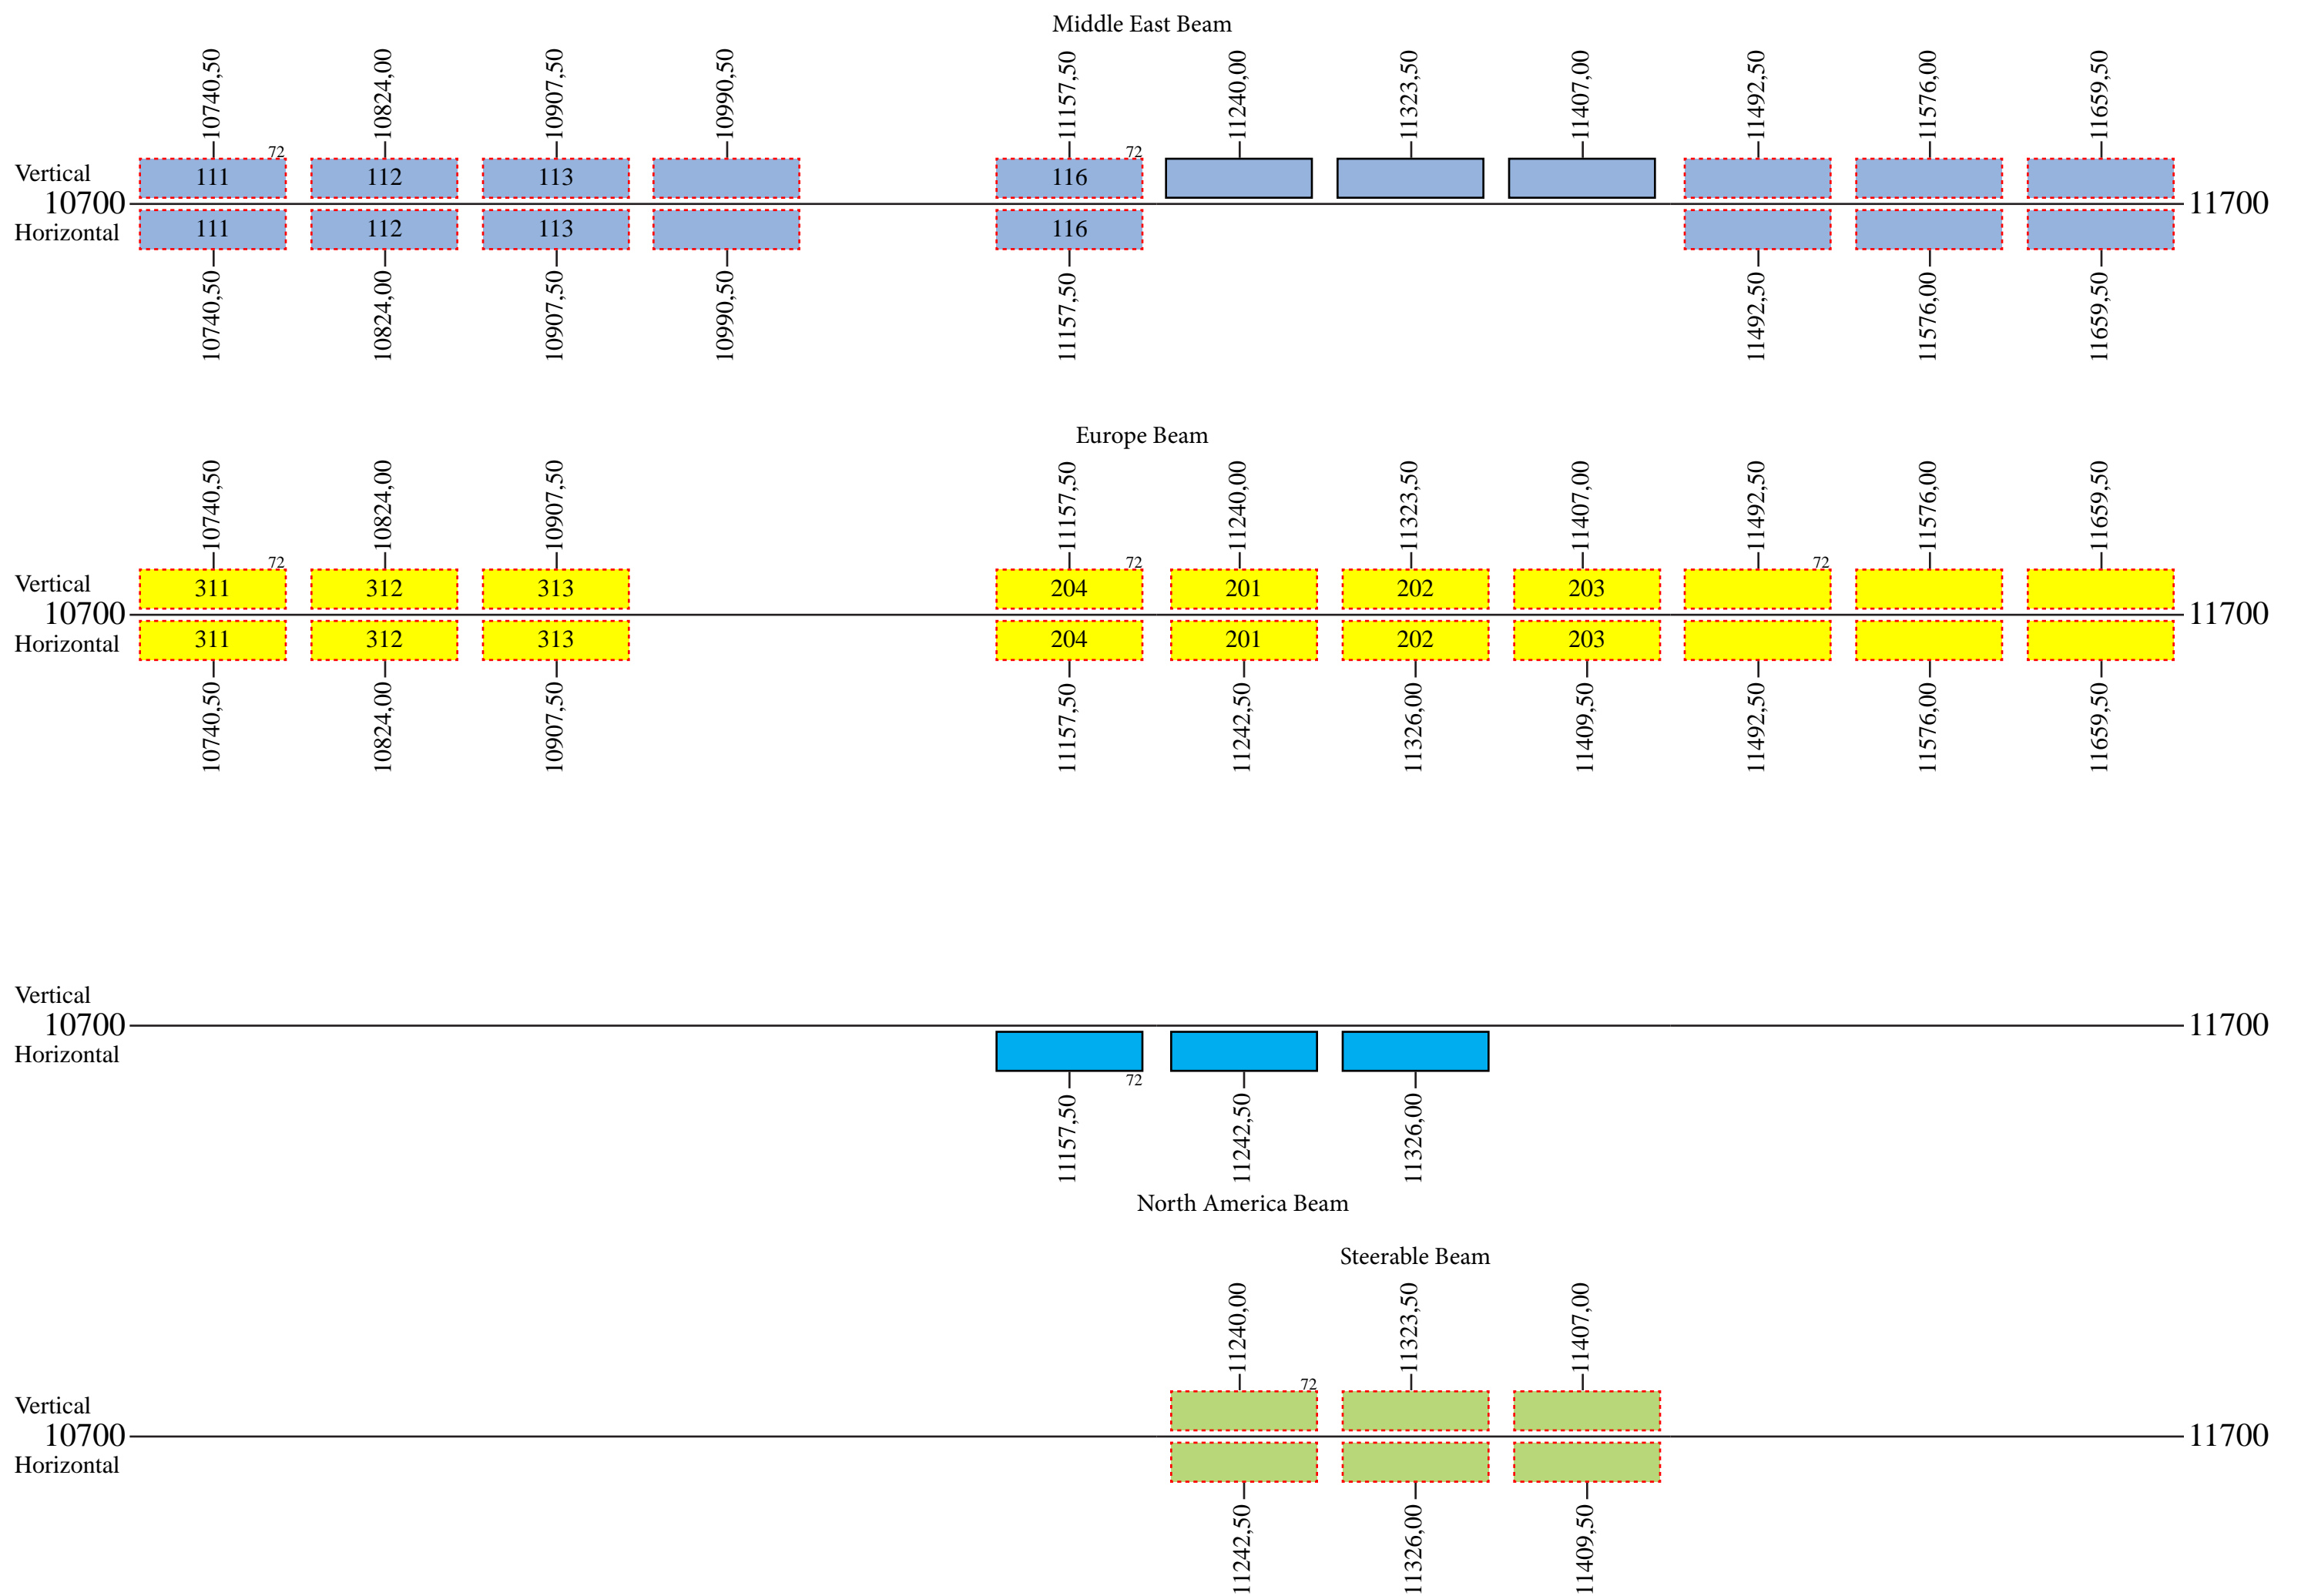 Middle East Beam
10740,50 10824,00 10907,50 10990,50 11157,50 11240,00 11323,50 11407,00 11492,50 11576,00 11659,50
72 72
Vertical 111 112 113 116
10700 11700
Horizontal 111 112 113 116
10740,50 10824,00 10907,50 10990,50 11157,50 11492,50 11576,00 11659,50
Europe Beam
10740,50 10824,00 10907,50 11157,50 11240,00 11323,50 11407,00 11492,50 11576,00 11659,50
72 72 72
Vertical 311 312 313 204 201 202 203
10700 11700
Horizontal 311 312 313 204 201 202 203
10740,50 10824,00 10907,50 11157,50 11242,50 11326,00 11409,50 11492,50 11576,00 11659,50
Vertical
10700 11700
Horizontal
72
11157,50 11242,50 11326,00
North America Beam
Steerable Beam
11240,00 11323,50 11407,00
72
Vertical
10700 11700
Horizontal
11242,50 11326,00 11409,50